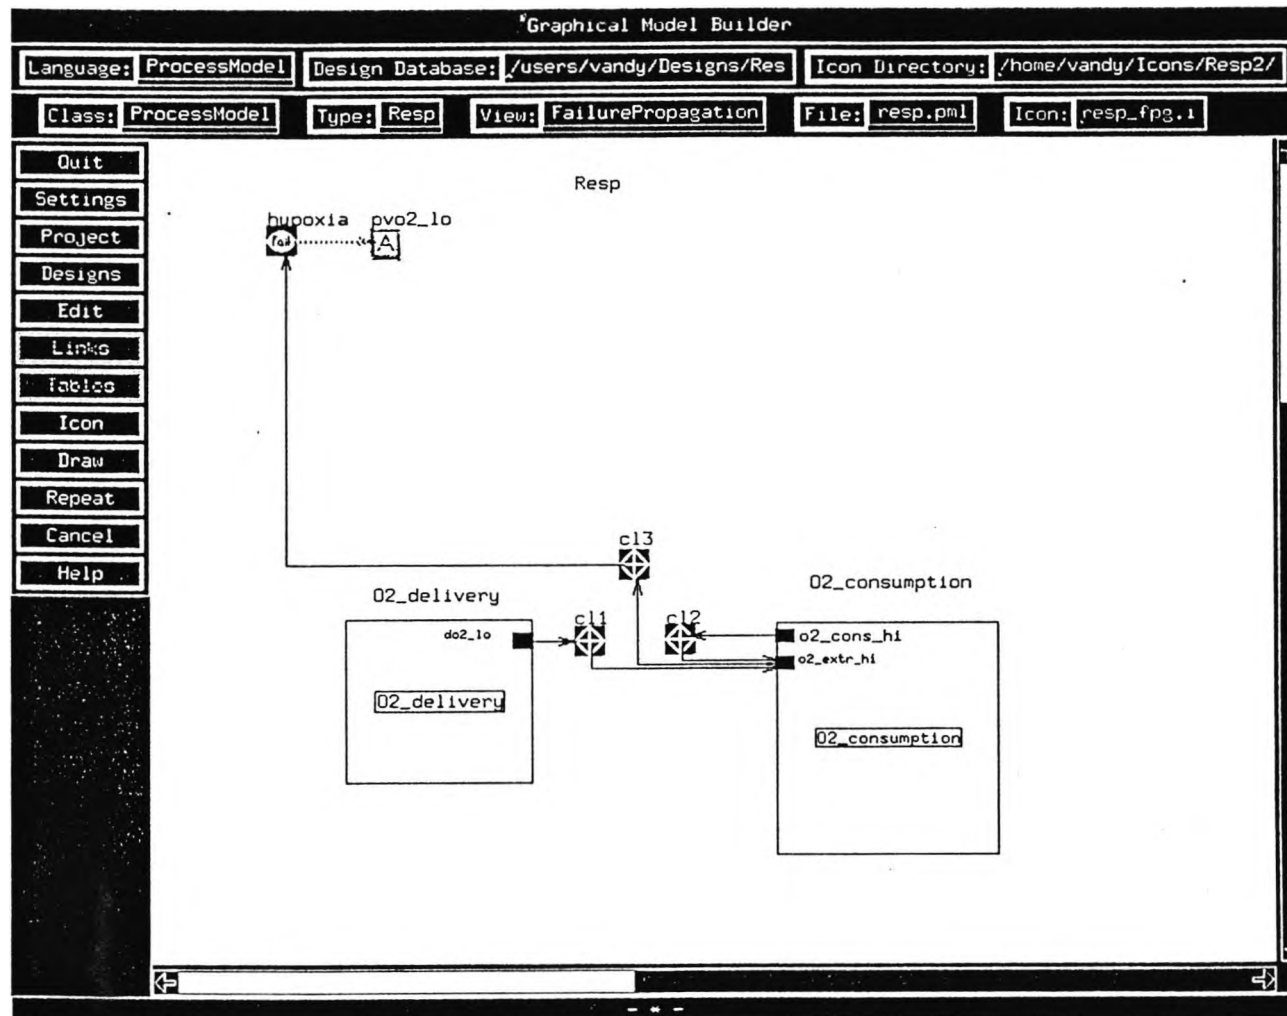 Graphical Model Builder
Language: ProcessModel Design Database: /users/vandy/Designs/Res Icon Directory: /home/vandy/Icons/Resp2/
Class: ProcessModel Type: Resp View: FailurePropagation File: resp.pml Icon: resp_fpg.i
Quit
Settings
Project
Designs
Edit
Links
Tables
Icon
Draw
Repeat
Cancel
Help
Resp
hypoxia pvo2_lo
fail A
cl3
O2_delivery
O2_consumption
do2_lo
cl1
cl2
o2_cons_hi
o2_extr_hi
O2_delivery
O2_consumption
- * -